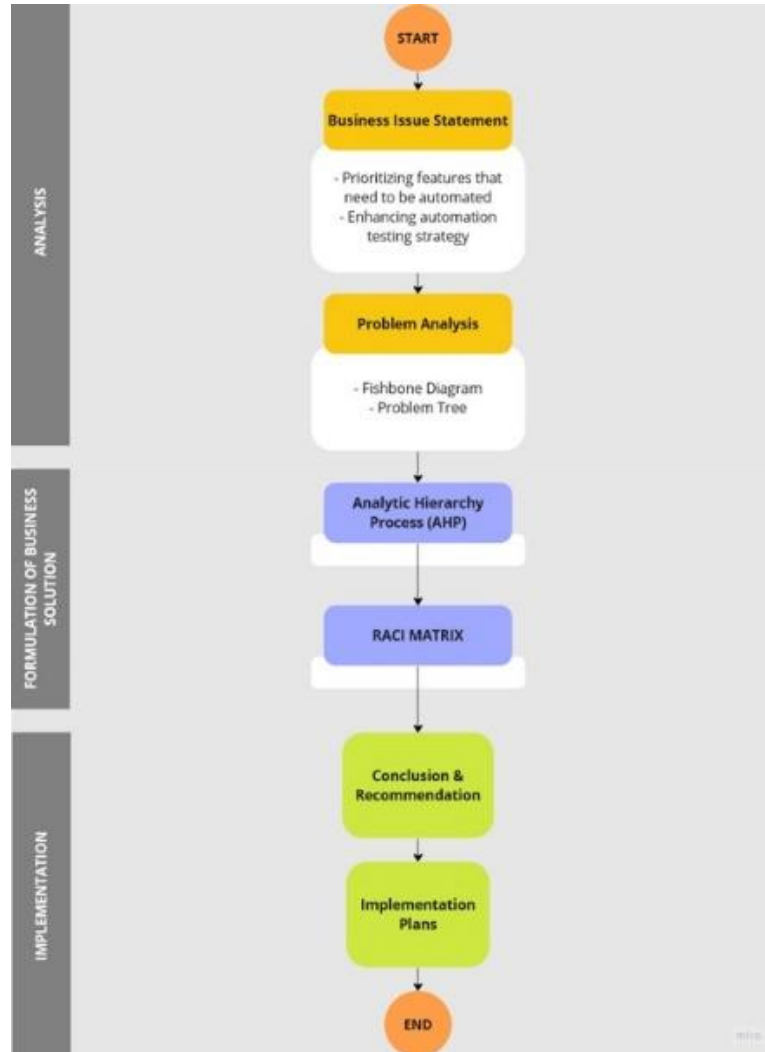 START
ANALYSIS
Business Issue Statement
- Prioritizing features that
need to be automated
- Enhancing automation
testing strategy
Problem Analysis
- Fishbone Diagram
- Problem Tree
FORMULATION OF BUSINESS
SOLUTION
Analytic Hierarchy
Process (AHP)
RACI MATRIX
IMPLEMENTATION
Conclusion &
Recommendation
Implementation
Plans
END
miro